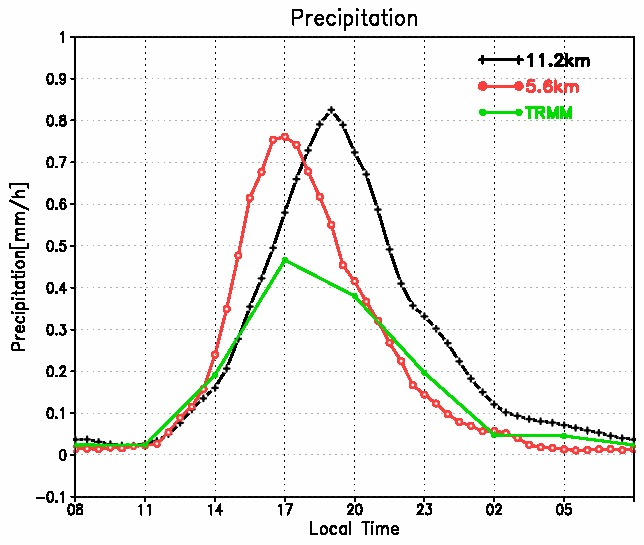 Precipitation
1
0.9
0.8
0.7
0.6
0.5
0.4
0.3
0.2
0.1
0
−0.1
Precipitation[mm/h]
11.2km
5.6km
TRMM
08 11 14 17 20 23 02 05
Local Time